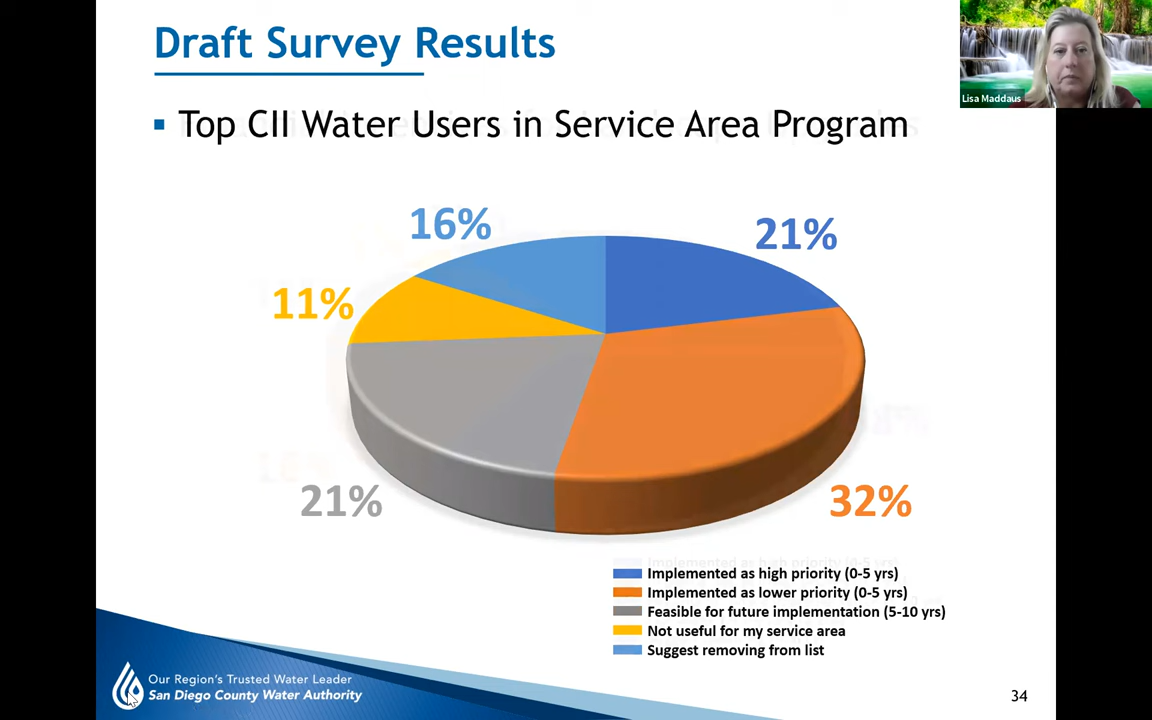 Draft Survey Results
Lisa Maddaus
▪ Top CII Water Users in Service Area Program
16%
21%
11%
21%
32%
Implemented as high priority (0-5 yrs)
Implemented as lower priority (0-5 yrs)
Feasible for future implementation (5-10 yrs)
Not useful for my service area
Suggest removing from list
Our Region's Trusted Water Leader
San Diego County Water Authority
34